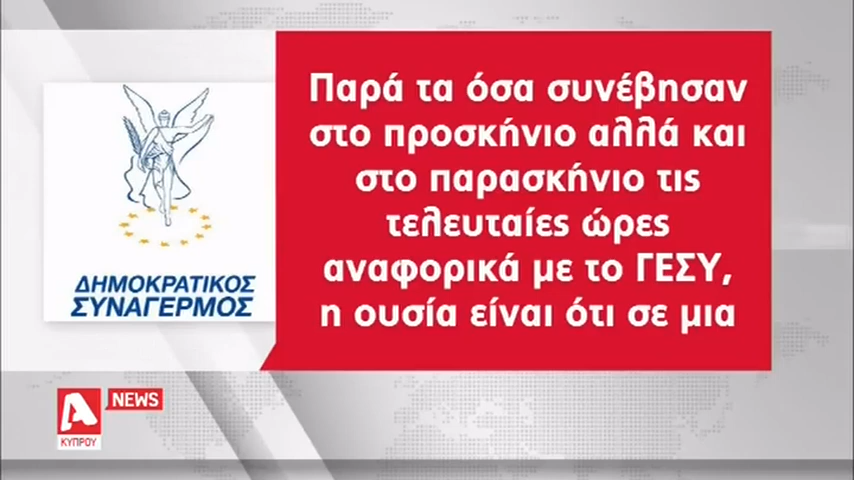 Παρά τα όσα συνέβησαν
στο προσκήνιο αλλά και
στο παρασκήνιο τις
τελευταίες ώρες
αναφορικά με το ΓΕΣΥ,
η ουσία είναι ότι σε μια
ΔΗΜΟΚΡΑΤΙΚΟΣ
ΣΥΝΑΓΕΡΜΟΣ
A NEWS
ΚΥΠΡΟΥ